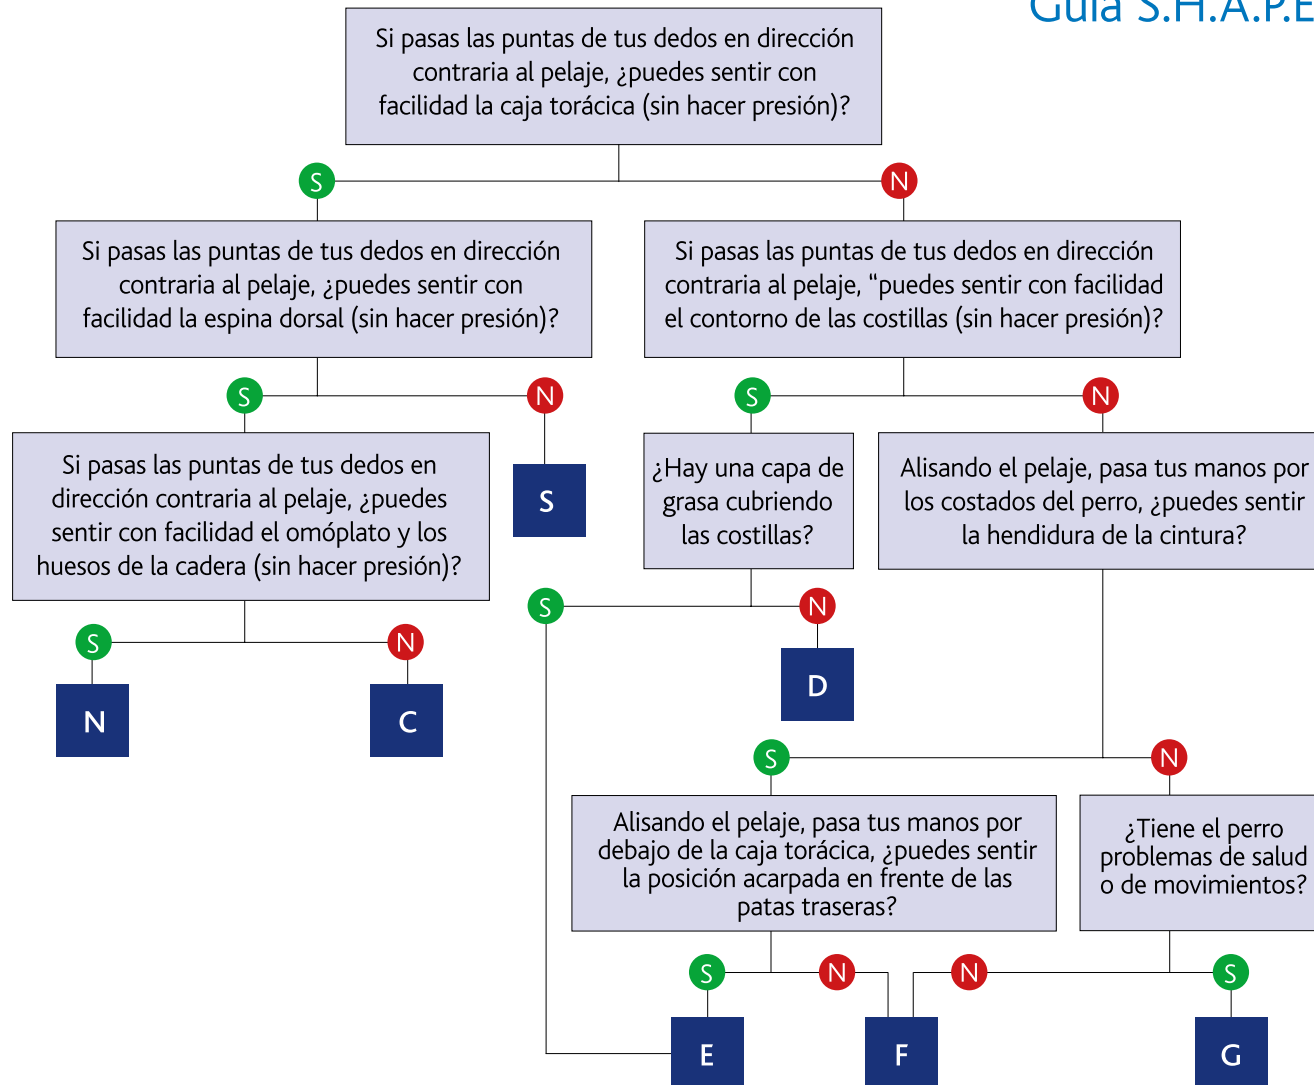 Guía S.H.A.P.E
Si pasas las puntas de tus dedos en dirección
contraria al pelaje, ¿puedes sentir con
facilidad la caja torácica (sin hacer presión)?
S
N
Si pasas las puntas de tus dedos en dirección
contraria al pelaje, ¿puedes sentir con
facilidad la espina dorsal (sin hacer presión)?
Si pasas las puntas de tus dedos en dirección
contraria al pelaje, “puedes sentir con facilidad
el contorno de las costillas (sin hacer presión)?
S
N
S
N
Si pasas las puntas de tus dedos en
dirección contraria al pelaje, ¿puedes
sentir con facilidad el omóplato y los
huesos de la cadera (sin hacer presión)?
S
¿Hay una capa de
grasa cubriendo
las costillas?
Alisando el pelaje, pasa tus manos por
los costados del perro, ¿puedes sentir
la hendidura de la cintura?
S
N
S
N
N
C
D
S
N
Alisando el pelaje, pasa tus manos por
debajo de la caja torácica, ¿puedes sentir
la posición acarpada en frente de las
patas traseras?
¿Tiene el perro
problemas de salud
o de movimientos?
S
N
N
S
E
F
G